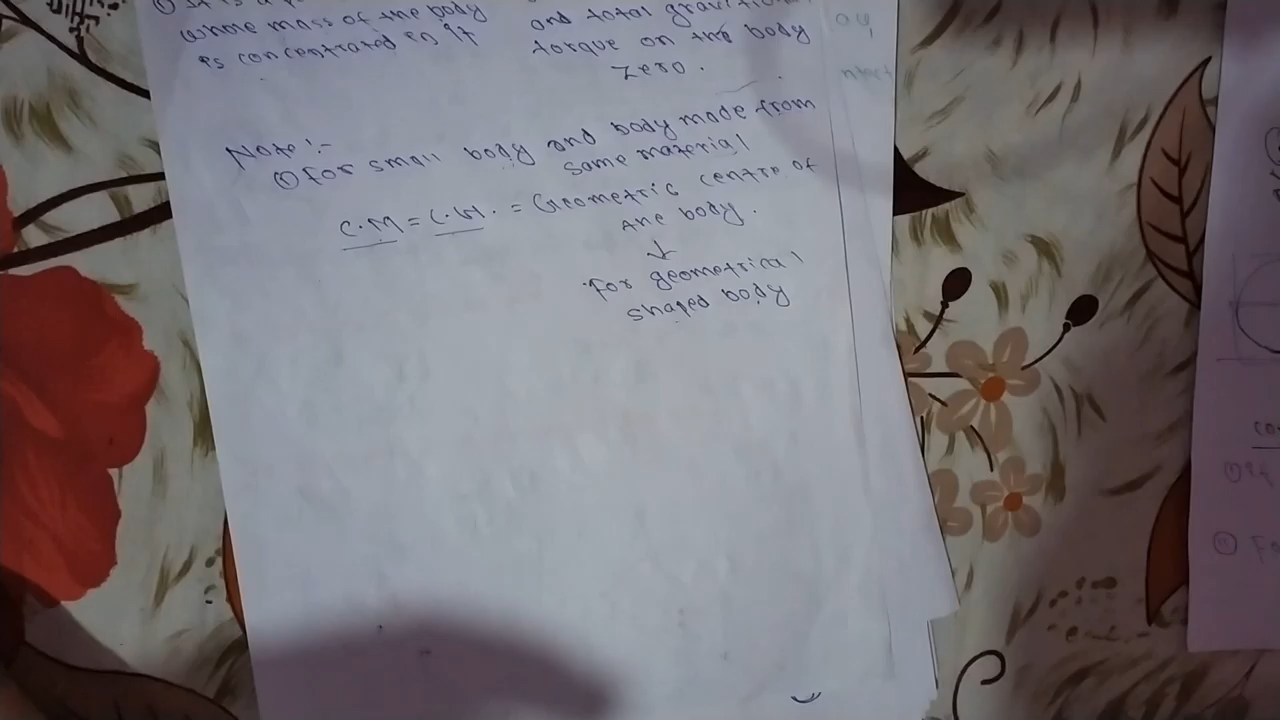 whole mass of the body
is concentrated in it
and total
torque on the body
zero.
Note:-
① For small body and body made from
same material
C.M = C.G. = Geometric centre of
the body.
↓
For geometrical
shaped body